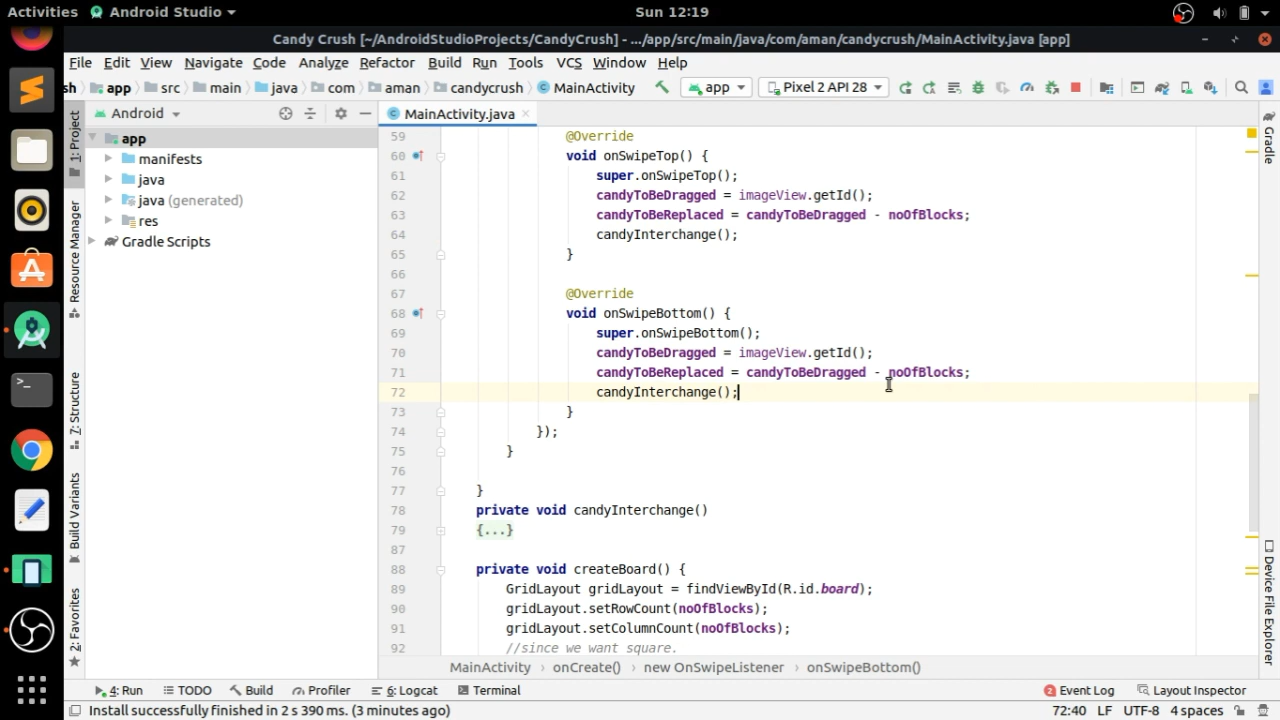 Activities Android Studio Sun 12:19
Candy Crush [~/AndroidStudioProjects/CandyCrush] - .../app/src/main/java/com/aman/candycrush/MainActivity.java [app]
File Edit View Navigate Code Analyze Refactor Build Run Tools VCS Window Help
sh app src main java com aman candycrush MainActivity app Pixel 2 API 28
Android MainActivity.java
1: Project
Resource Manager
7: Structure
Build Variants
2: Favorites
app
manifests
java
java (generated)
res
Gradle Scripts
59 @Override
60 void onSwipeTop() {
61 super.onSwipeTop();
62 candyToBeDragged = imageView.getId();
63 candyToBeReplaced = candyToBeDragged - noOfBlocks;
64 candyInterchange();
65 }
66
67 @Override
68 void onSwipeBottom() {
69 super.onSwipeBottom();
70 candyToBeDragged = imageView.getId();
71 candyToBeReplaced = candyToBeDragged - noOfBlocks;
72 candyInterchange();
73 }
74 });
75 }
76
77 }
78 private void candyInterchange()
79 {...}
87
88 private void createBoard() {
89 GridLayout gridLayout = findViewById(R.id.board);
90 gridLayout.setRowCount(noOfBlocks);
91 gridLayout.setColumnCount(noOfBlocks);
92 //since we want square.
Gradle
Device File Explorer
MainActivity › onCreate() › new OnSwipeListener › onSwipeBottom()
4: Run TODO Build Profiler 6: Logcat Terminal 2 Event Log Layout Inspector
Install successfully finished in 2 s 390 ms. (3 minutes ago) 72:40 LF UTF-8 4 spaces